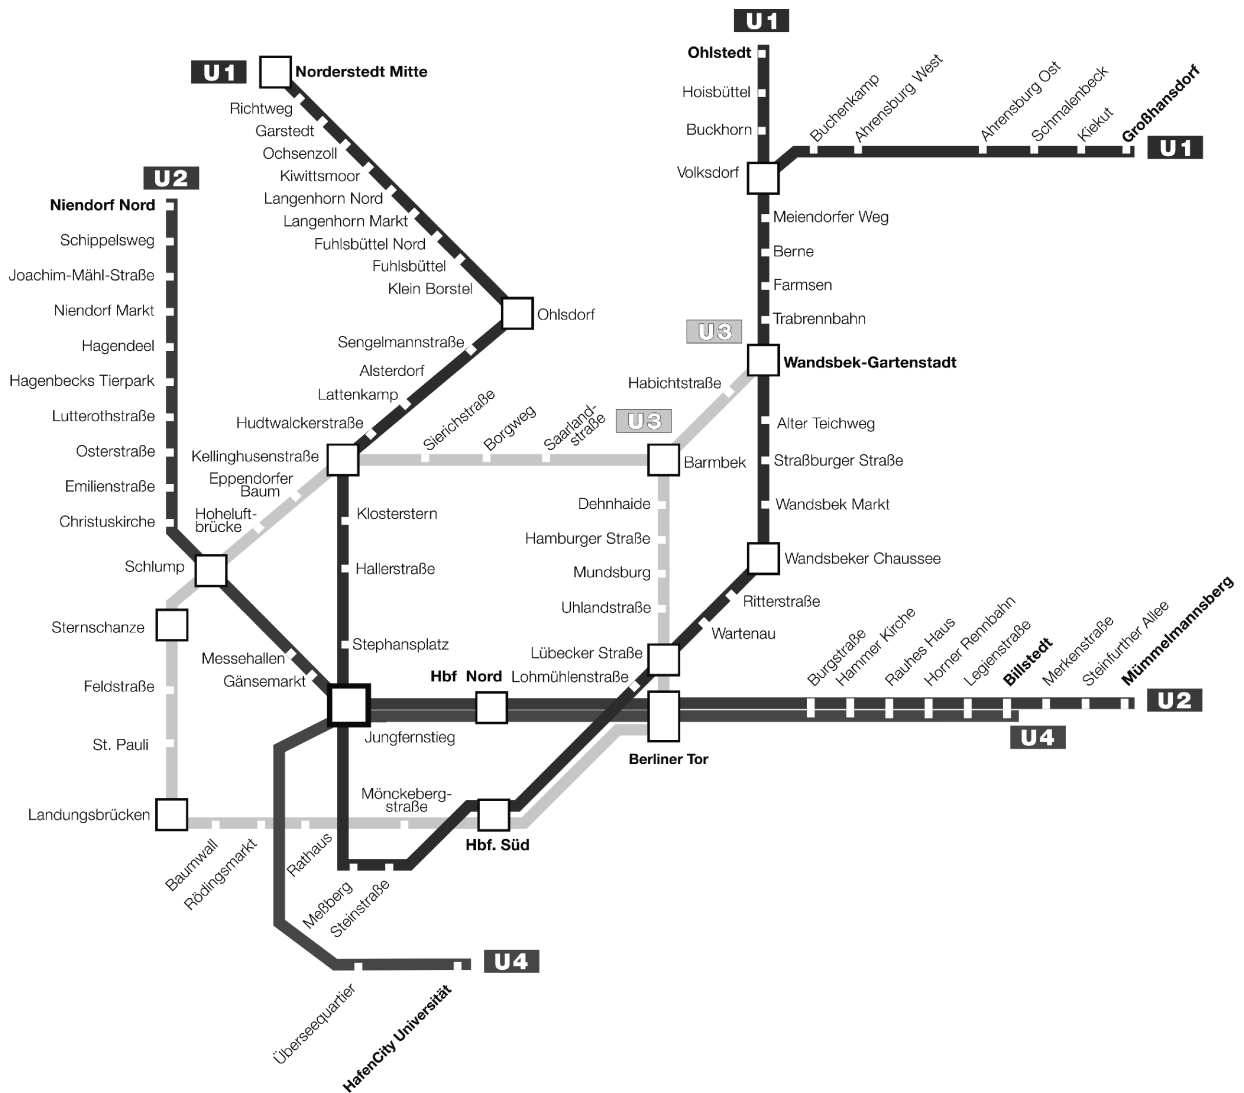 U1
Ohlstedt
Hoisbüttel
Buckhorn
Volksdorf
Buchenkamp
Ahrensburg West
Ahrensburg Ost
Schmalenbeck
Kiekut
Großhansdorf
U1
U1
Norderstedt Mitte
Richtweg
Garstedt
Ochsenzoll
Kiwittsmoor
Langenhorn Nord
Langenhorn Markt
Fuhlsbüttel Nord
Fuhlsbüttel
Klein Borstel
Ohlsdorf
Sengelmannstraße
Alsterdorf
Lattenkamp
Hudtwalckerstraße
Kellinghusenstraße
U2
Niendorf Nord
Schippelsweg
Joachim-Mähl-Straße
Niendorf Markt
Hagendeel
Hagenbecks Tierpark
Lutterothstraße
Osterstraße
Emilienstraße
Christuskirche
Schlump
Meiendorfer Weg
Berne
Farmsen
Trabrennbahn
U3
Wandsbek-Gartenstadt
Habichtstraße
U3
Sierichstraße
Borgweg
Saarland-
straße
Barmbek
Alter Teichweg
Straßburger Straße
Wandsbek Markt
Wandsbeker Chaussee
Eppendorfer
Baum
Hoheluft-
brücke
Klosterstern
Hallerstraße
Stephansplatz
Dehnhaide
Hamburger Straße
Mundsburg
Uhlandstraße
Ritterstraße
Wartenau
Lübecker Straße
Lohmühlenstraße
Sternschanze
Messehallen
Gänsemarkt
Feldstraße
St. Pauli
Landungsbrücken
Hbf Nord
Jungfernstieg
Berliner Tor
Burgstraße
Hammer Kirche
Rauhes Haus
Horner Rennbahn
Legienstraße
Billstedt
Merkenstraße
Steinfurther Allee
Mümmelmannsberg
U2
U4
Mönckeberg-
straße
Hbf. Süd
Baumwall
Rödingsmarkt
Rathaus
Meßberg
Steinstraße
U4
Überseequartier
HafenCity Universität